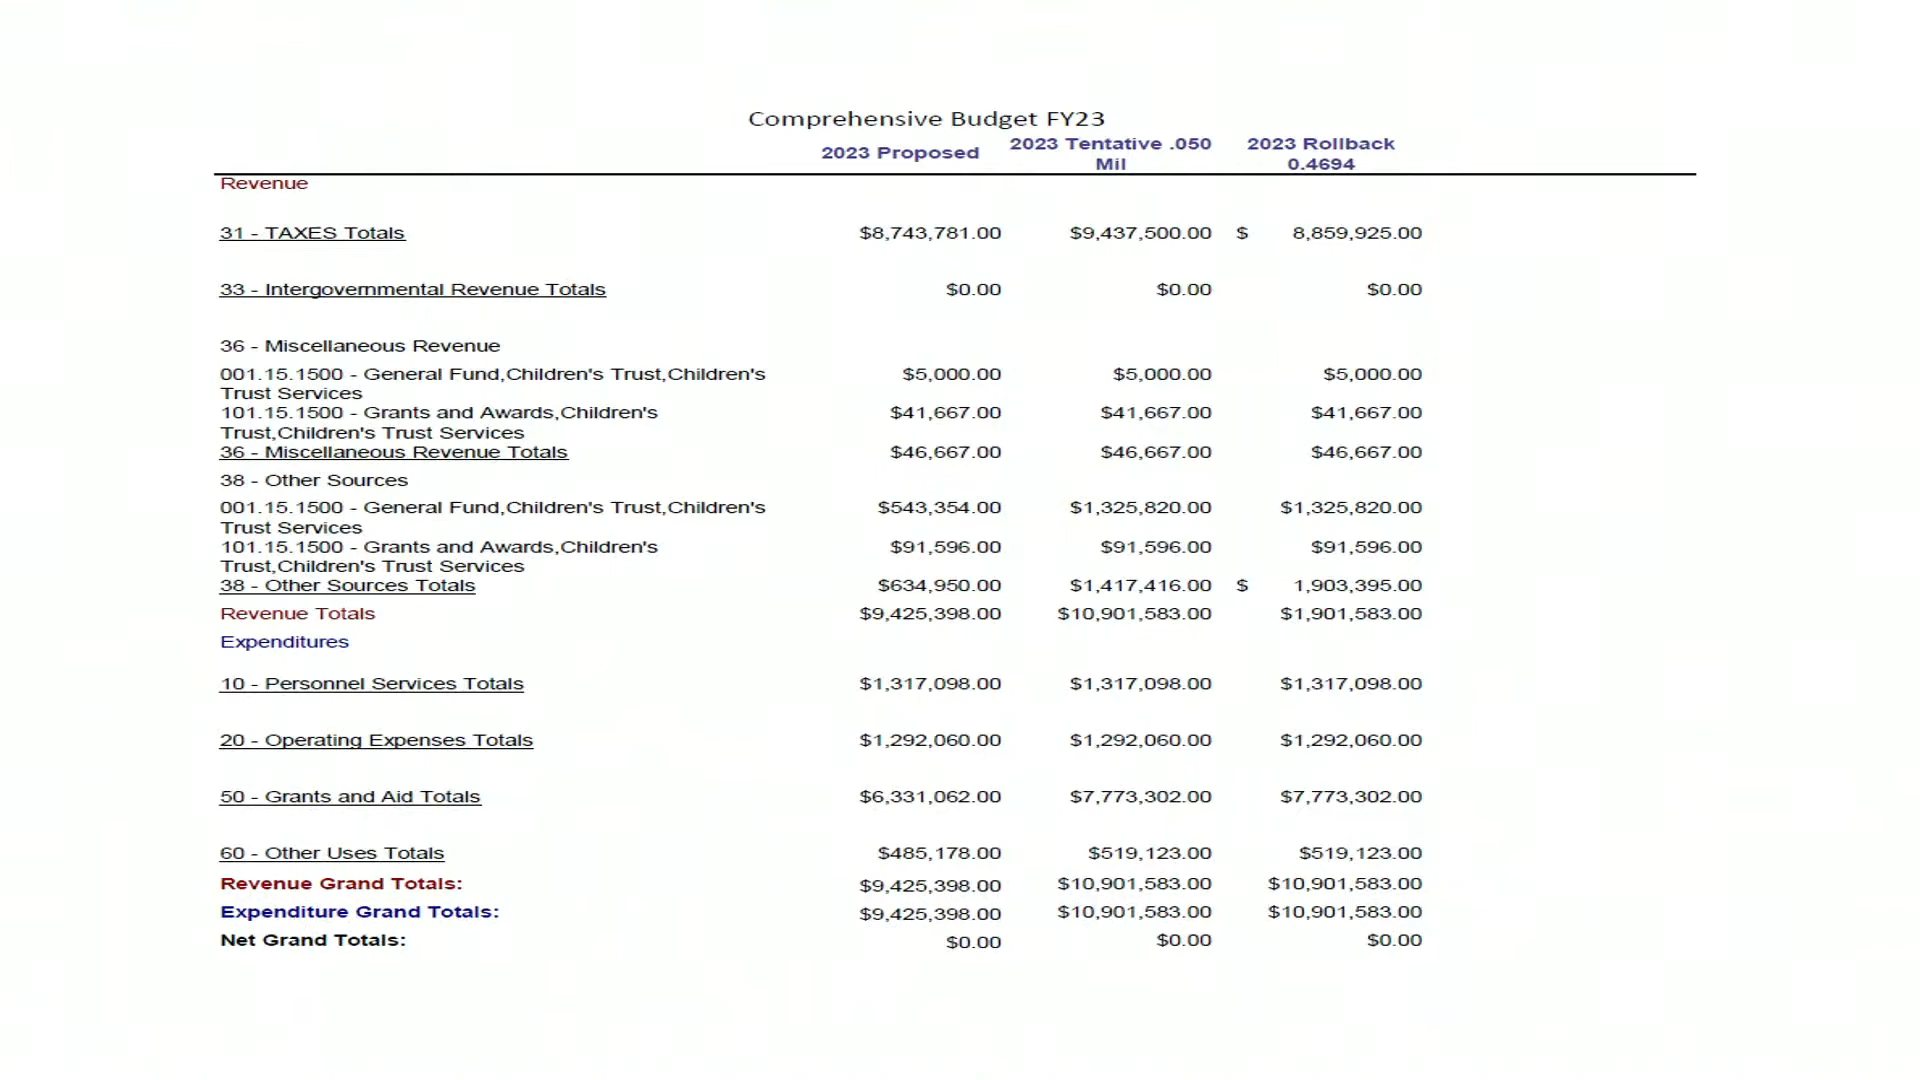 Comprehensive Budget FY23
2023 Proposed 2023 Tentative .050 Mil 2023 Rollback 0.4694
Revenue
31 - TAXES Totals $8,743,781.00 $9,437,500.00 $ 8,859,925.00
33 - Intergovernmental Revenue Totals $0.00 $0.00 $0.00
36 - Miscellaneous Revenue
001.15.1500 - General Fund,Children's Trust,Children's $5,000.00 $5,000.00 $5,000.00
Trust Services
101.15.1500 - Grants and Awards,Children's $41,667.00 $41,667.00 $41,667.00
Trust,Children's Trust Services
36 - Miscellaneous Revenue Totals $46,667.00 $46,667.00 $46,667.00
38 - Other Sources
001.15.1500 - General Fund,Children's Trust,Children's $543,354.00 $1,325,820.00 $1,325,820.00
Trust Services
101.15.1500 - Grants and Awards,Children's $91,596.00 $91,596.00 $91,596.00
Trust,Children's Trust Services
38 - Other Sources Totals $634,950.00 $1,417,416.00 $ 1,903,395.00
Revenue Totals $9,425,398.00 $10,901,583.00 $1,901,583.00
Expenditures
10 - Personnel Services Totals $1,317,098.00 $1,317,098.00 $1,317,098.00
20 - Operating Expenses Totals $1,292,060.00 $1,292,060.00 $1,292,060.00
50 - Grants and Aid Totals $6,331,062.00 $7,773,302.00 $7,773,302.00
60 - Other Uses Totals $485,178.00 $519,123.00 $519,123.00
Revenue Grand Totals: $9,425,398.00 $10,901,583.00 $10,901,583.00
Expenditure Grand Totals: $9,425,398.00 $10,901,583.00 $10,901,583.00
Net Grand Totals: $0.00 $0.00 $0.00